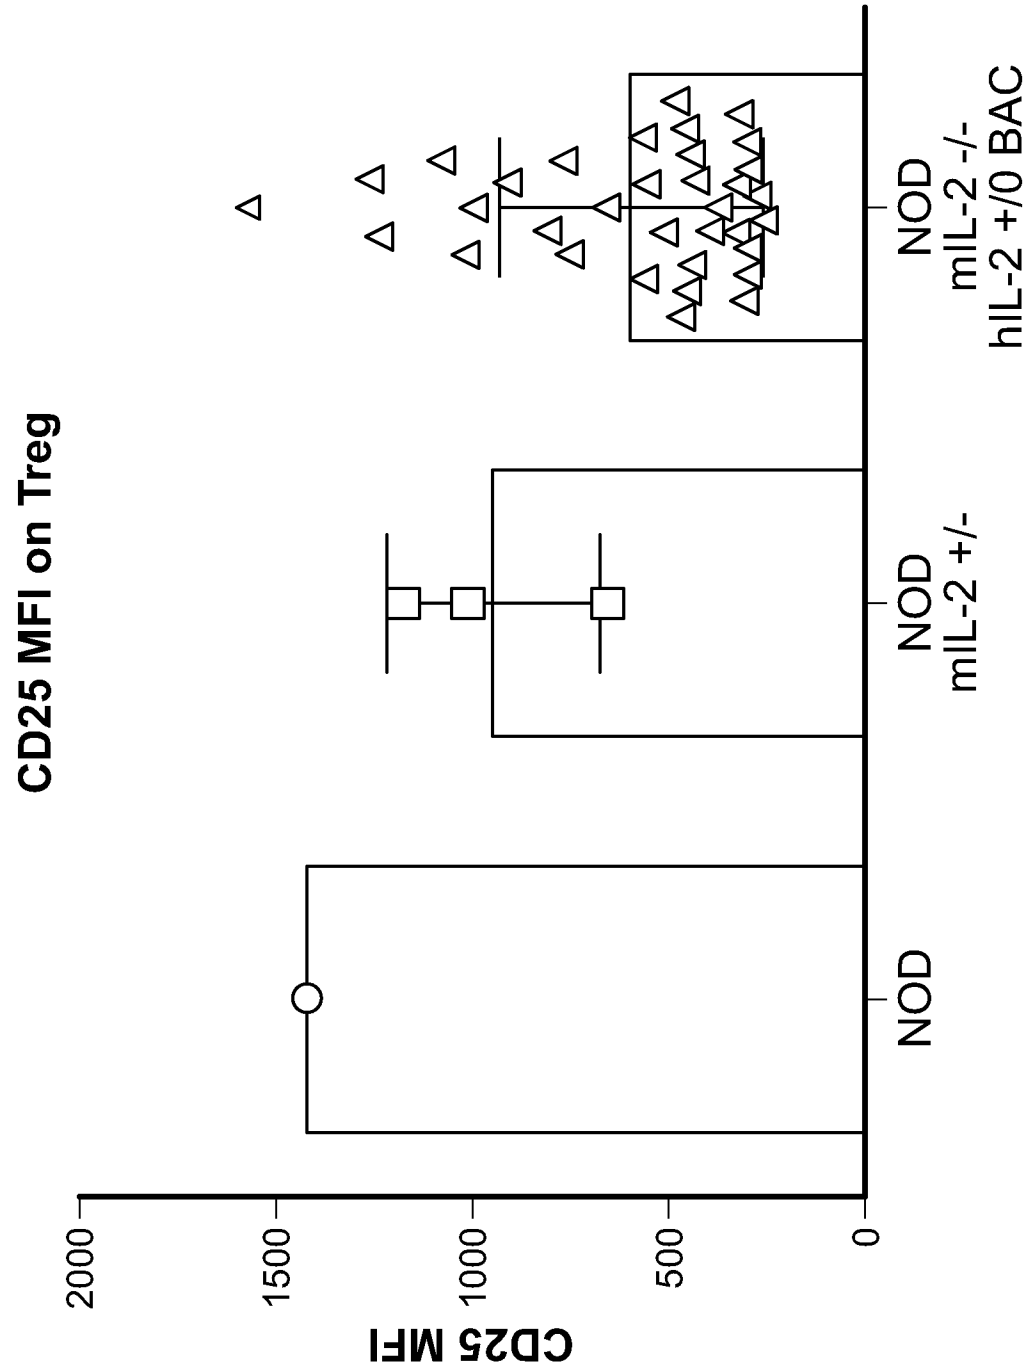 CD25 MFI on Treg
CD25 MFI
2000
1500
1000
500
0
NOD
NOD
mIL-2 +/-
NOD
mIL-2 -/-
hIL-2 +/0 BAC